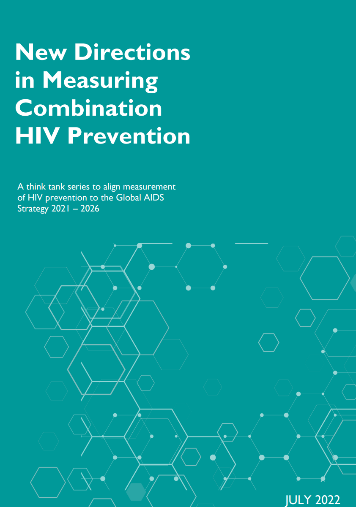 New Directions
in Measuring
Combination
HIV Prevention
A think tank series to align measurement
of HIV prevention to the Global AIDS
Strategy 2021 – 2026
JULY 2022